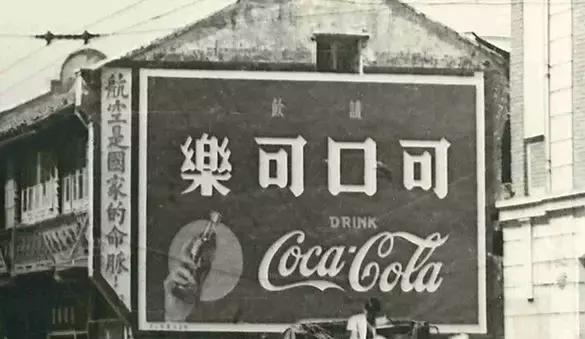 航空是國家的命脈！
請飲
可口可樂
DRINK
Coca-Cola